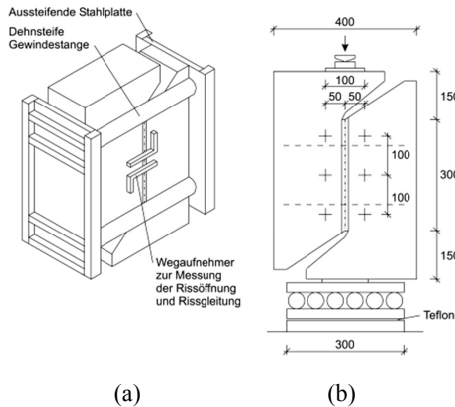 Aussteifende Stahlplatte
Dehnsteife
Gewindestange
Wegaufnehmer
zur Messung
der Rissöffnung
und Rissgleitung
(a)
400
100
50 50
150
100
300
100
150
Teflon
300
(b)